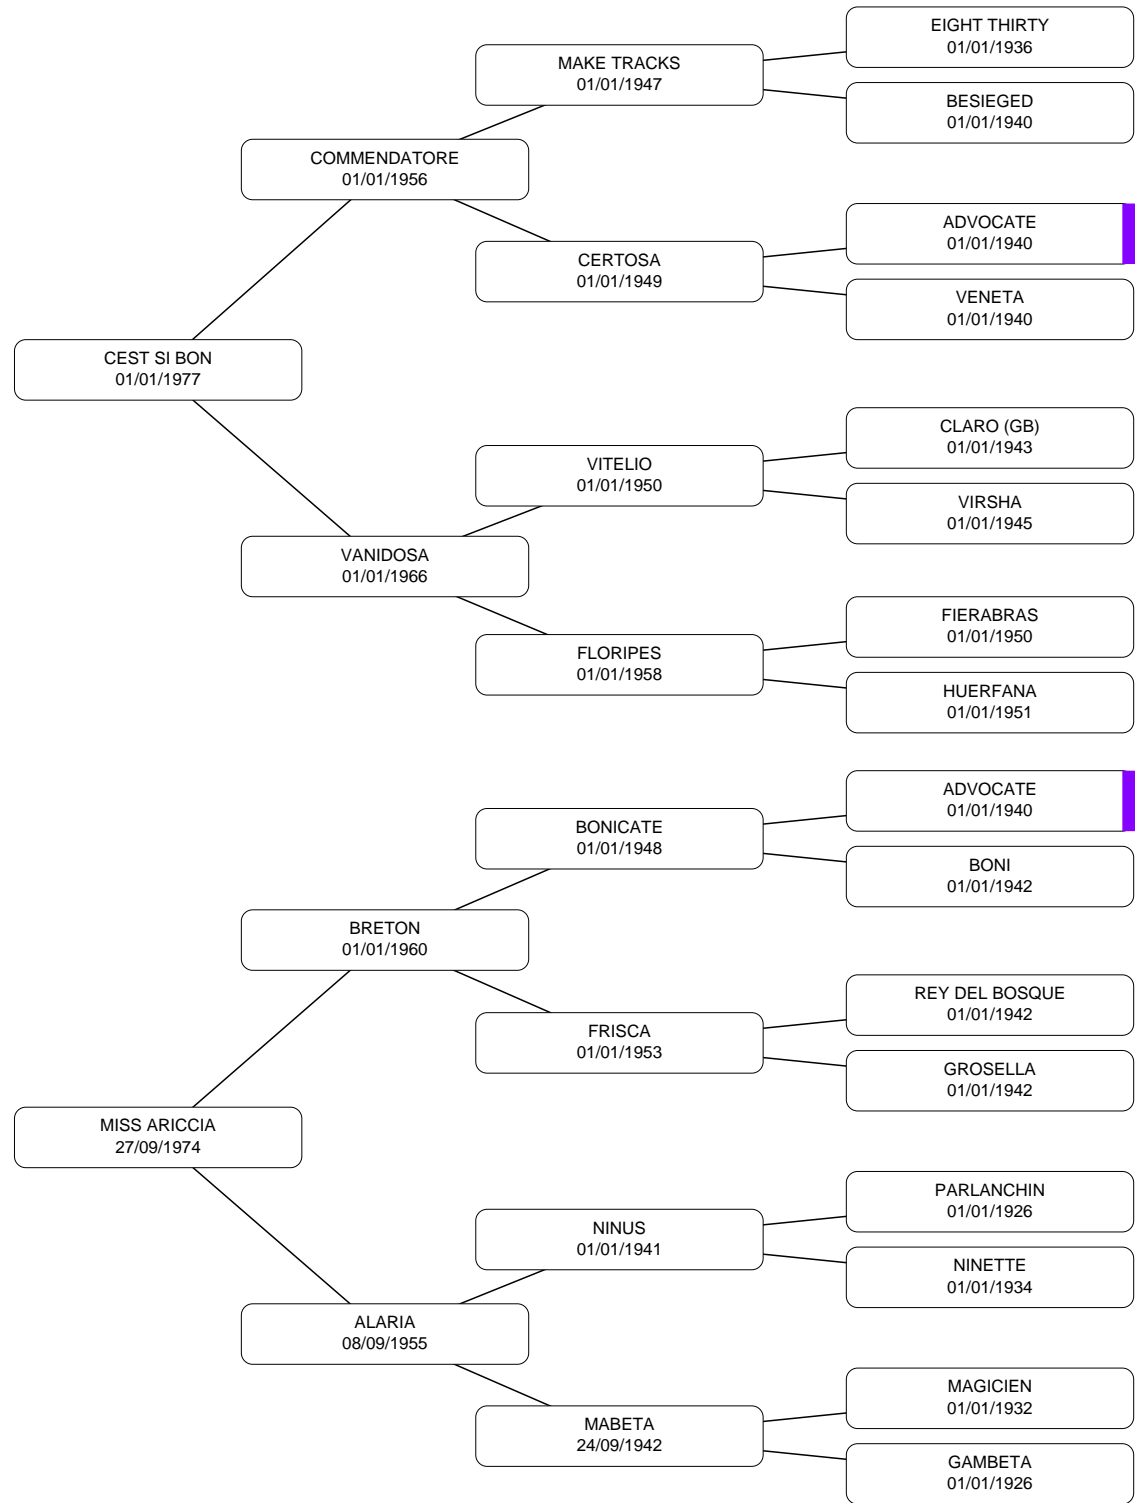 EIGHT THIRTY
01/01/1936
MAKE TRACKS
01/01/1947
BESIEGED
01/01/1940
COMMENDATORE
01/01/1956
ADVOCATE
01/01/1940
CERTOSA
01/01/1949
VENETA
01/01/1940
CEST SI BON
01/01/1977
CLARO (GB)
01/01/1943
VITELIO
01/01/1950
VIRSHA
01/01/1945
VANIDOSA
01/01/1966
FIERABRAS
01/01/1950
FLORIPES
01/01/1958
HUERFANA
01/01/1951
ADVOCATE
01/01/1940
BONICATE
01/01/1948
BONI
01/01/1942
BRETON
01/01/1960
REY DEL BOSQUE
01/01/1942
FRISCA
01/01/1953
GROSELLA
01/01/1942
MISS ARICCIA
27/09/1974
PARLANCHIN
01/01/1926
NINUS
01/01/1941
NINETTE
01/01/1934
ALARIA
08/09/1955
MAGICIEN
01/01/1932
MABETA
24/09/1942
GAMBETA
01/01/1926